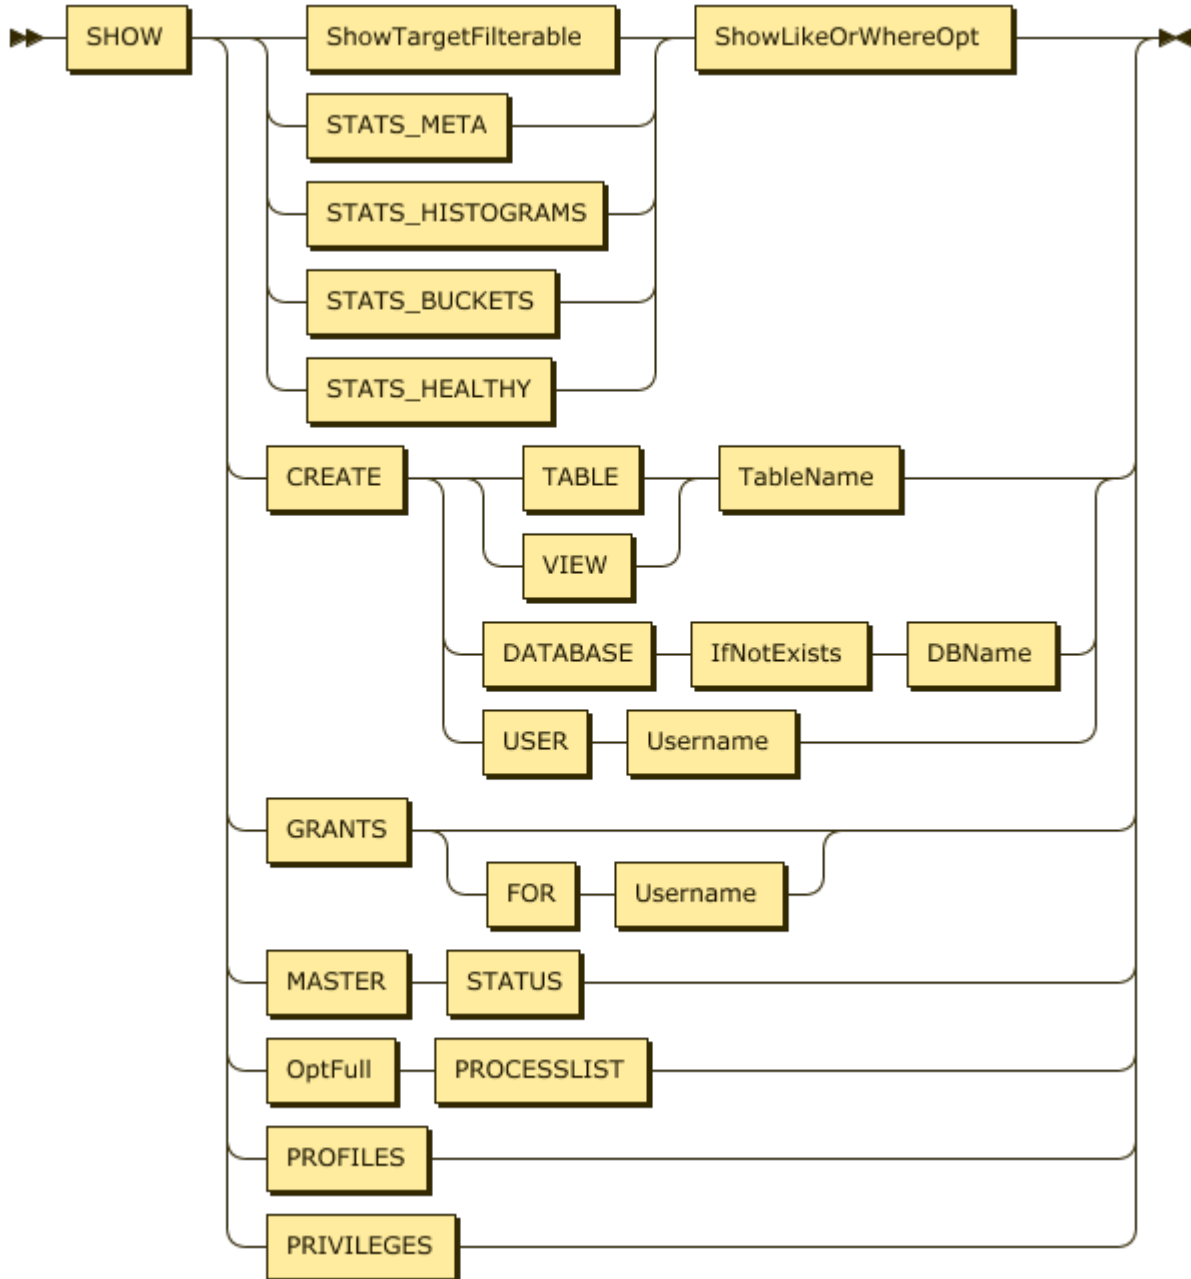 SHOW ShowTargetFilterable ShowLikeOrWhereOpt
STATS_META
STATS_HISTOGRAMS
STATS_BUCKETS
STATS_HEALTHY
CREATE TABLE TableName
VIEW
DATABASE IfNotExists DBName
USER Username
GRANTS
FOR Username
MASTER STATUS
OptFull PROCESSLIST
PROFILES
PRIVILEGES